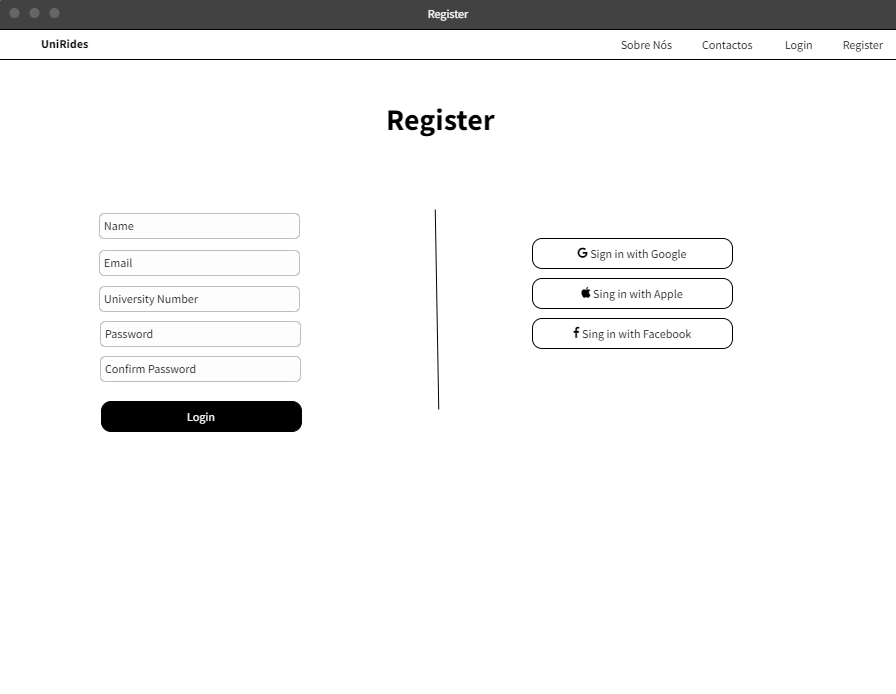 Register
UniRides
Sobre Nós
Contactos
Login
Register
Register
Name
Email
University Number
Password
Confirm Password
Login
Sign in with Google
Sing in with Apple
Sing in with Facebook